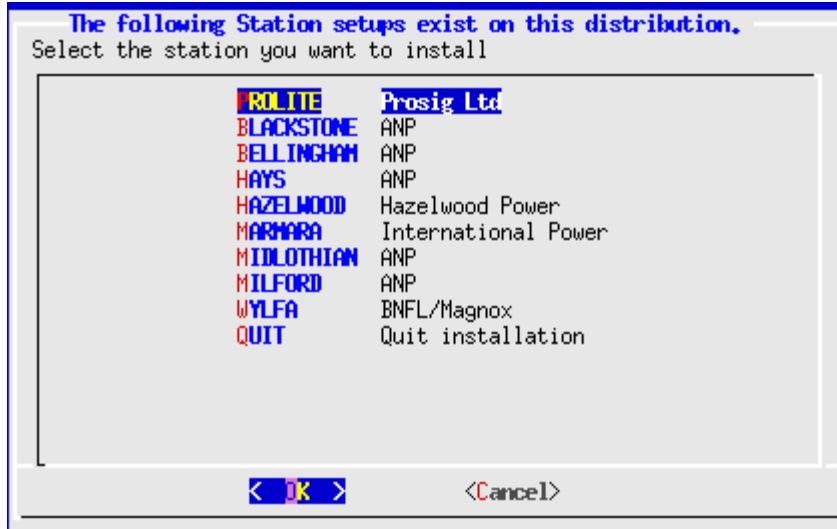 The following Station setups exist on this distribution.
Select the station you want to install
PROLITE Prosig Ltd
BLACKSTONE ANP
BELLINGHAM ANP
HAYS ANP
HAZELWOOD Hazelwood Power
MARMARA International Power
MIDLOTHIAN ANP
MILFORD ANP
WYLFA BNFL/Magnox
QUIT Quit installation
< OK > <Cancel>